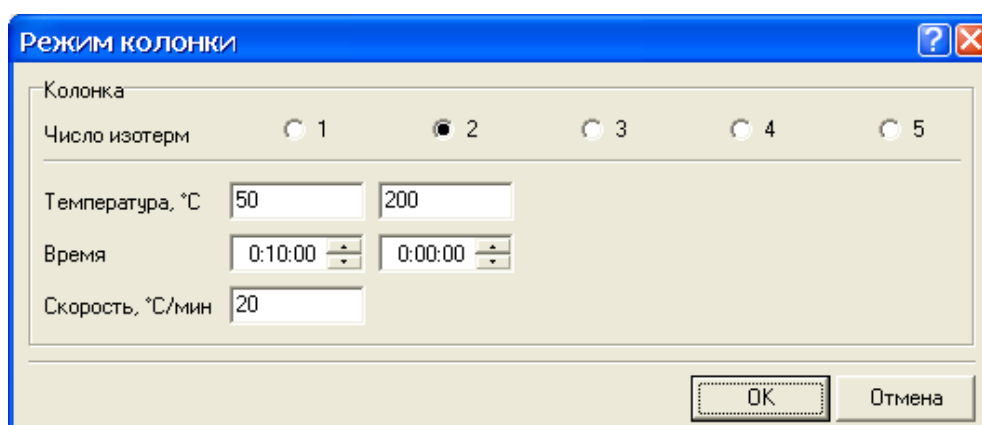 Режим колонки
Колонка
Число изотерм 1 2 3 4 5
Температура, °C 50 200
Время 0:10:00 0:00:00
Скорость, °C/мин 20
OK Отмена